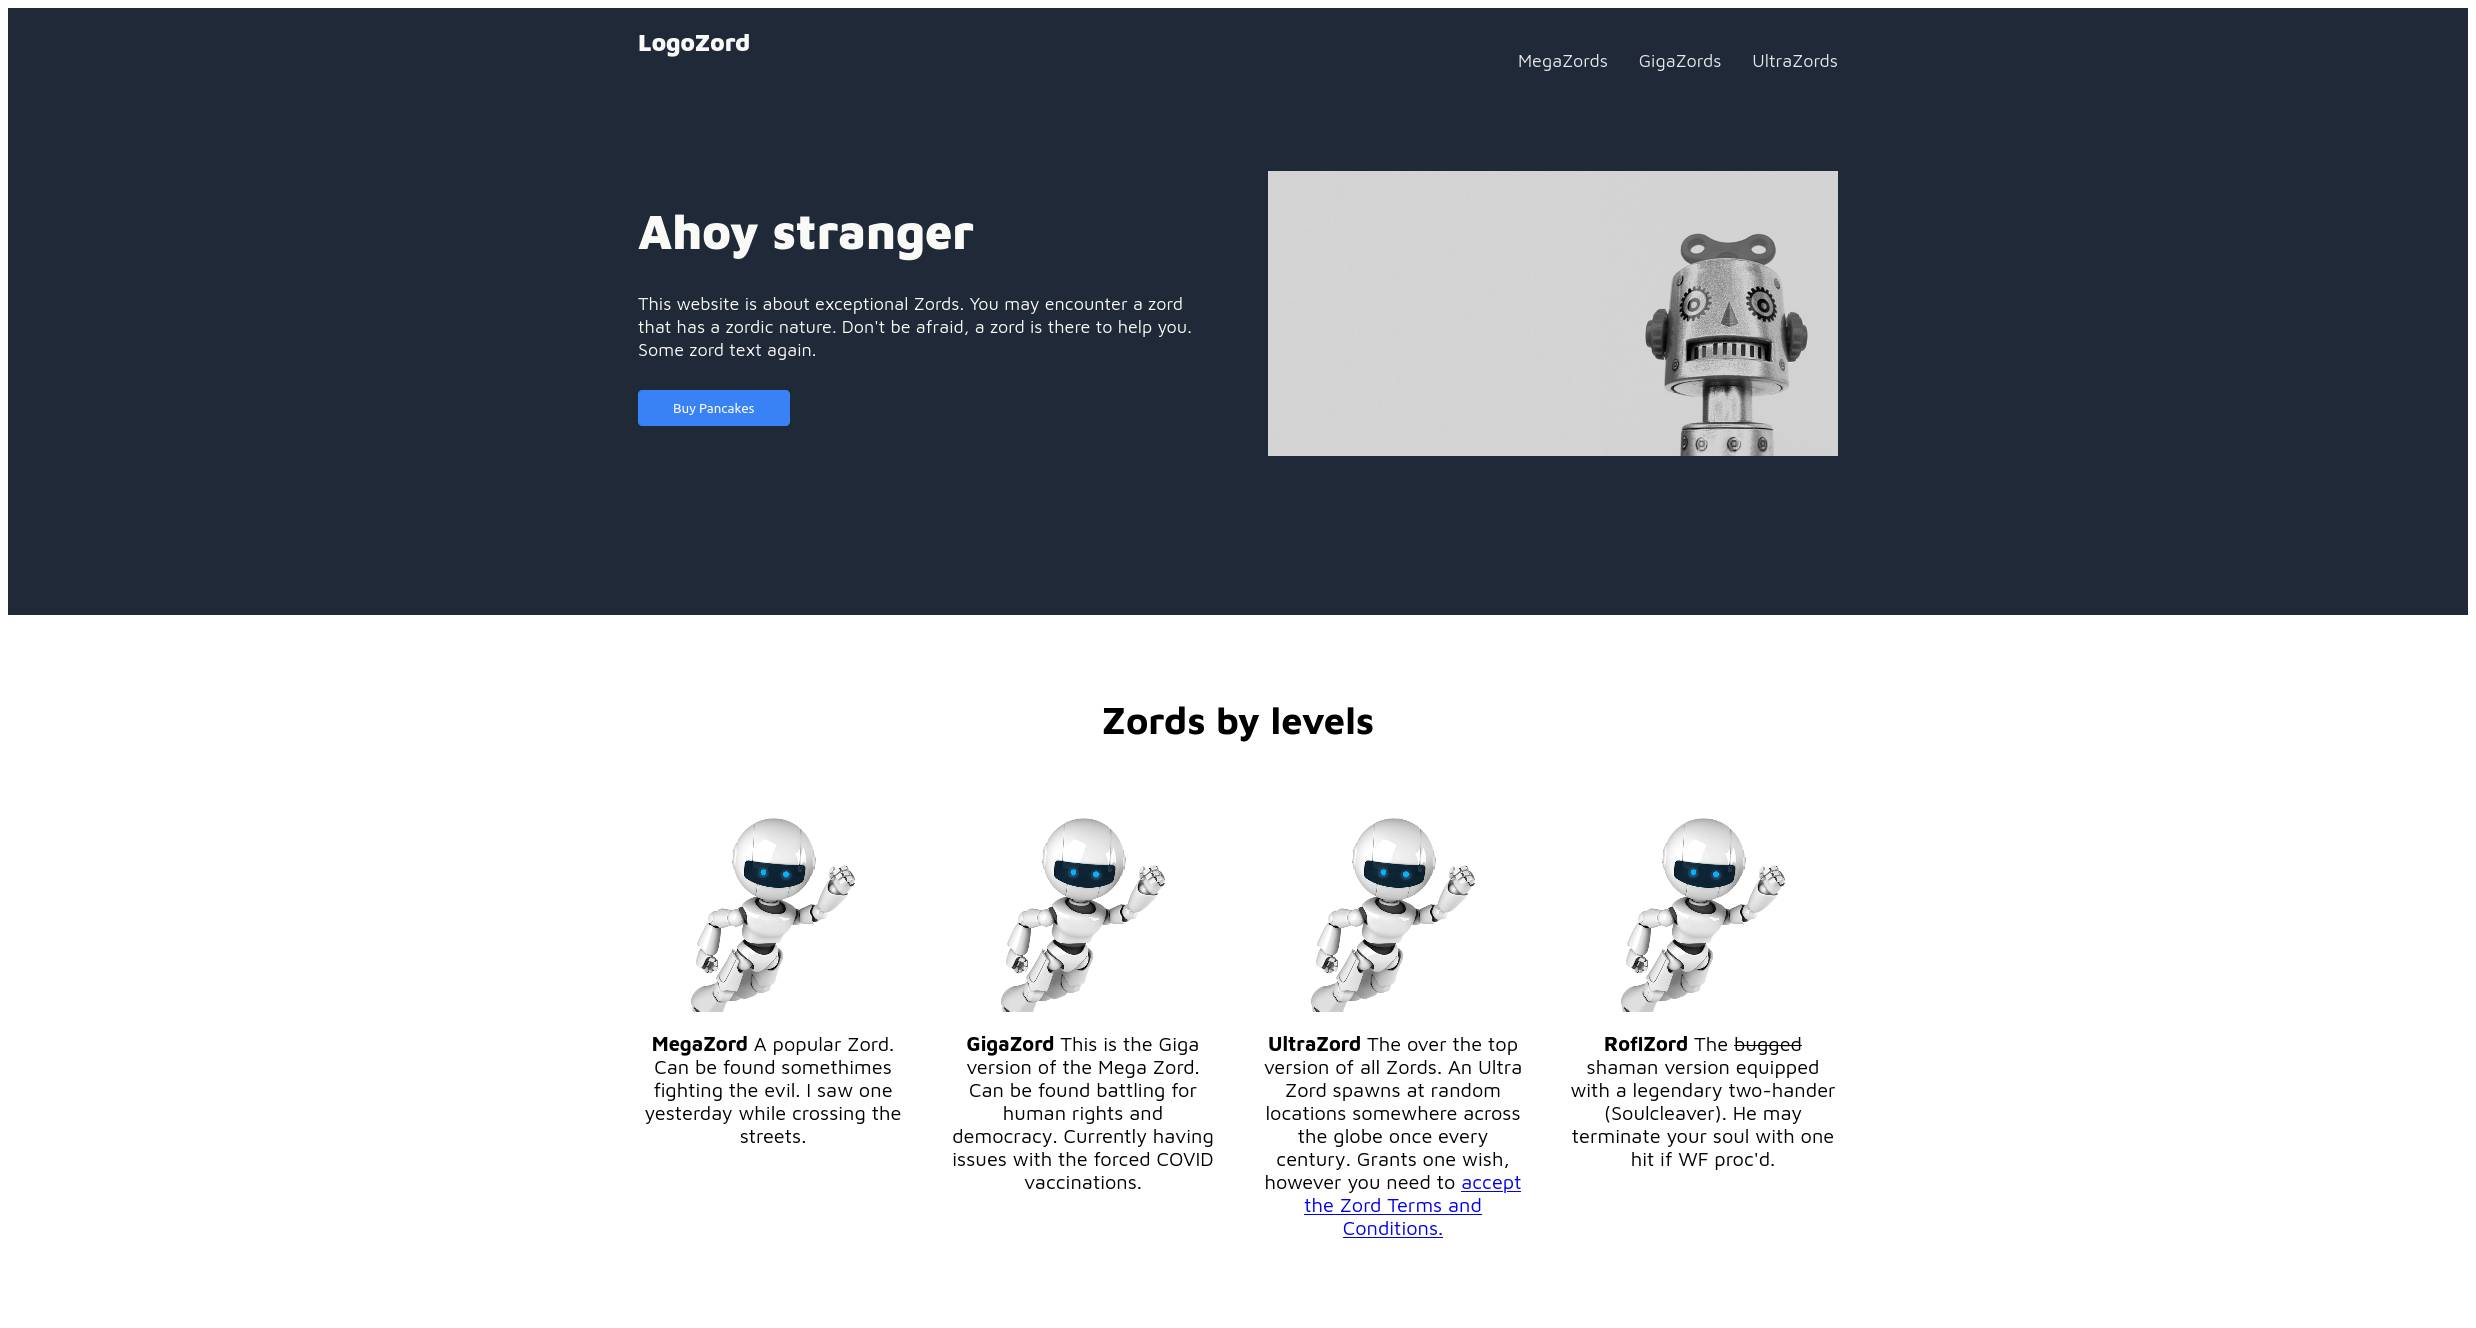 LogoZord
MegaZords GigaZords UltraZords
Ahoy stranger
This website is about exceptional Zords. You may encounter a zord
that has a zordic nature. Don't be afraid, a zord is there to help you.
Some zord text again.
Buy Pancakes
Zords by levels
MegaZord A popular Zord.
Can be found somethimes
fighting the evil. I saw one
yesterday while crossing the
streets.
GigaZord This is the Giga
version of the Mega Zord.
Can be found battling for
human rights and
democracy. Currently having
issues with the forced COVID
vaccinations.
UltraZord The over the top
version of all Zords. An Ultra
Zord spawns at random
locations somewhere across
the globe once every
century. Grants one wish,
however you need to accept
the Zord Terms and
Conditions.
RoflZord The bugged
shaman version equipped
with a legendary two-hander
(Soulcleaver). He may
terminate your soul with one
hit if WF proc'd.